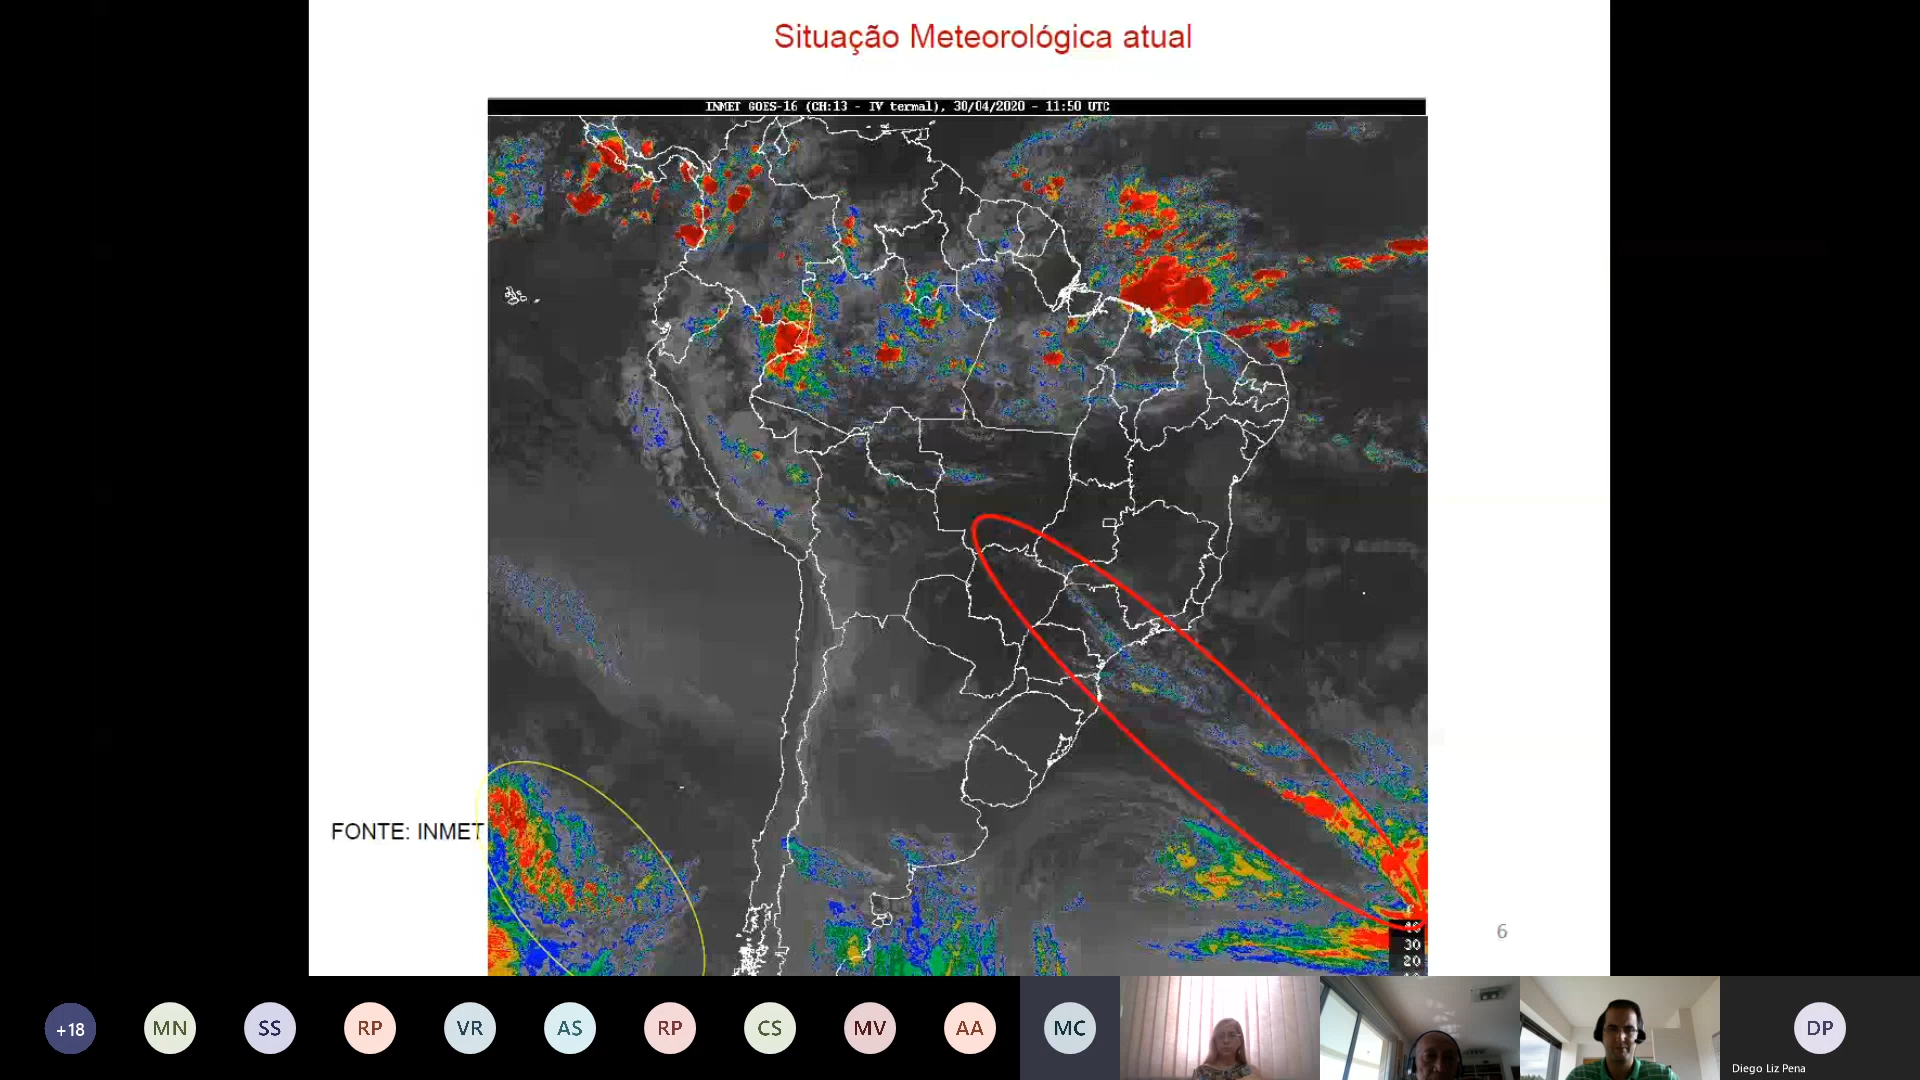 Situação Meteorológica atual
INMET GOES-16 (CH:13 - IV termal), 30/04/2020 - 11:50 UTC
FONTE: INMET
30
20
6
+18
MN
SS
RP
VR
AS
RP
CS
MV
AA
MC
DP
Diego Liz Pena